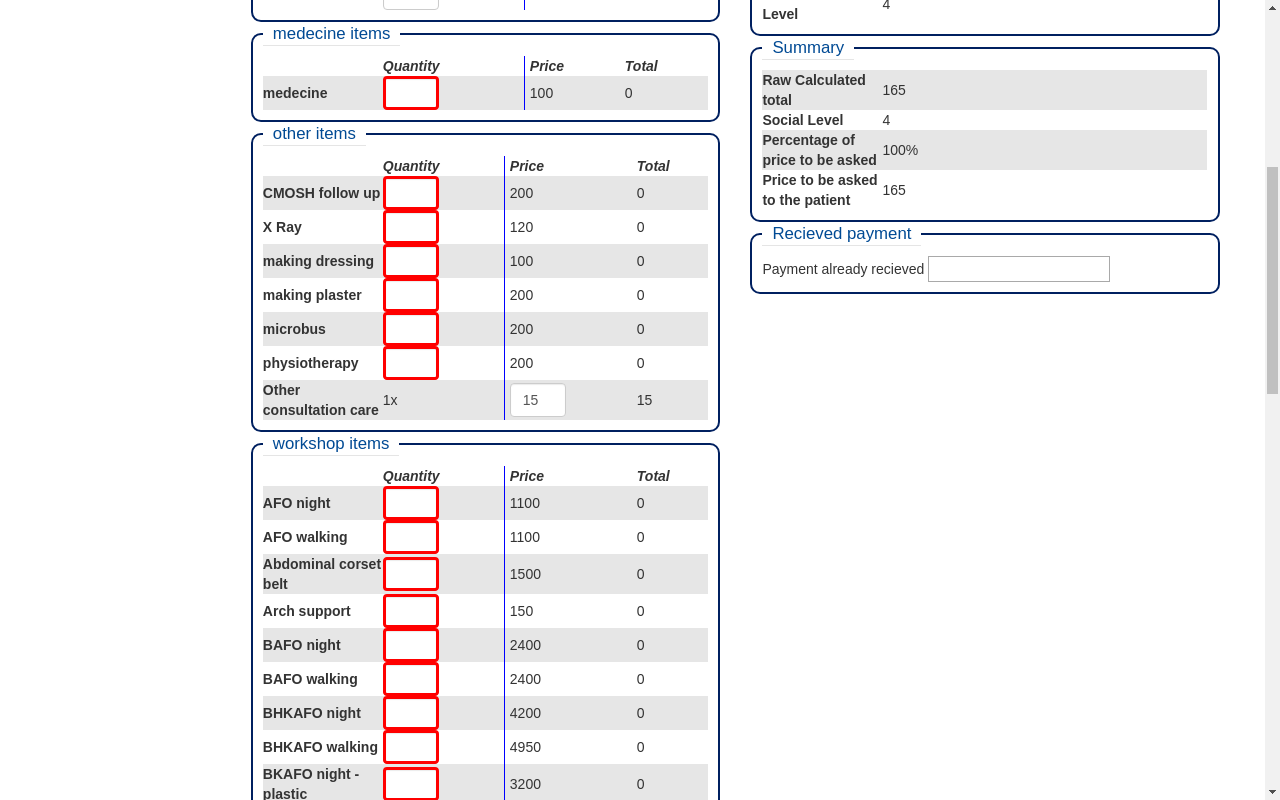 medecine items
Quantity Price Total
medecine 100 0
other items
Quantity Price Total
CMOSH follow up 200 0
X Ray 120 0
making dressing 100 0
making plaster 200 0
microbus 200 0
physiotherapy 200 0
Other
consultation care 1x 15 15
workshop items
Quantity Price Total
AFO night 1100 0
AFO walking 1100 0
Abdominal corset
belt 1500 0
Arch support 150 0
BAFO night 2400 0
BAFO walking 2400 0
BHKAFO night 4200 0
BHKAFO walking 4950 0
BKAFO night -
plastic 3200 0
Level 4
Summary
Raw Calculated
total 165
Social Level 4
Percentage of
price to be asked 100%
Price to be asked
to the patient 165
Recieved payment
Payment already recieved